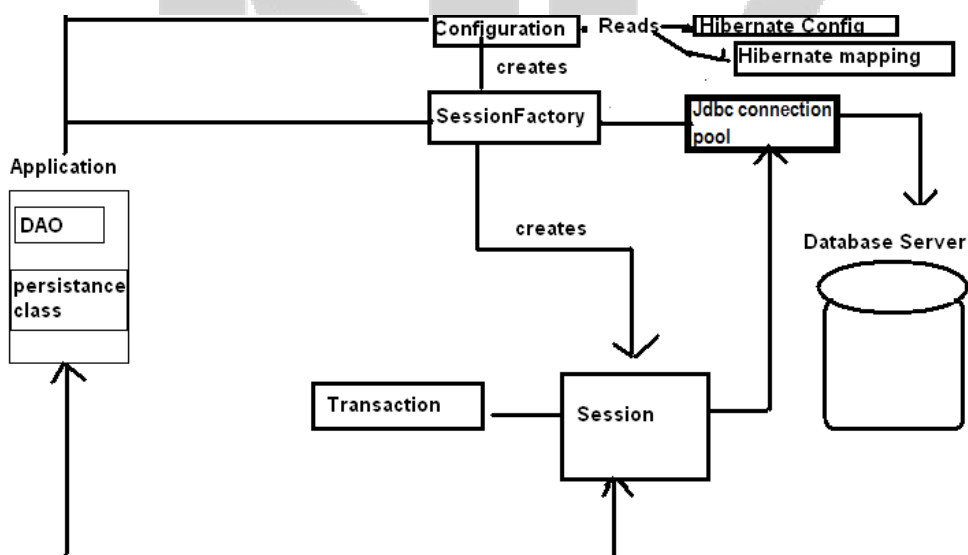 Configuration
Reads
Hibernate Config
Hibernate mapping
creates
SessionFactory
Jdbc connection
pool
Application
DAO
persistance
class
creates
Database Server
Transaction
Session